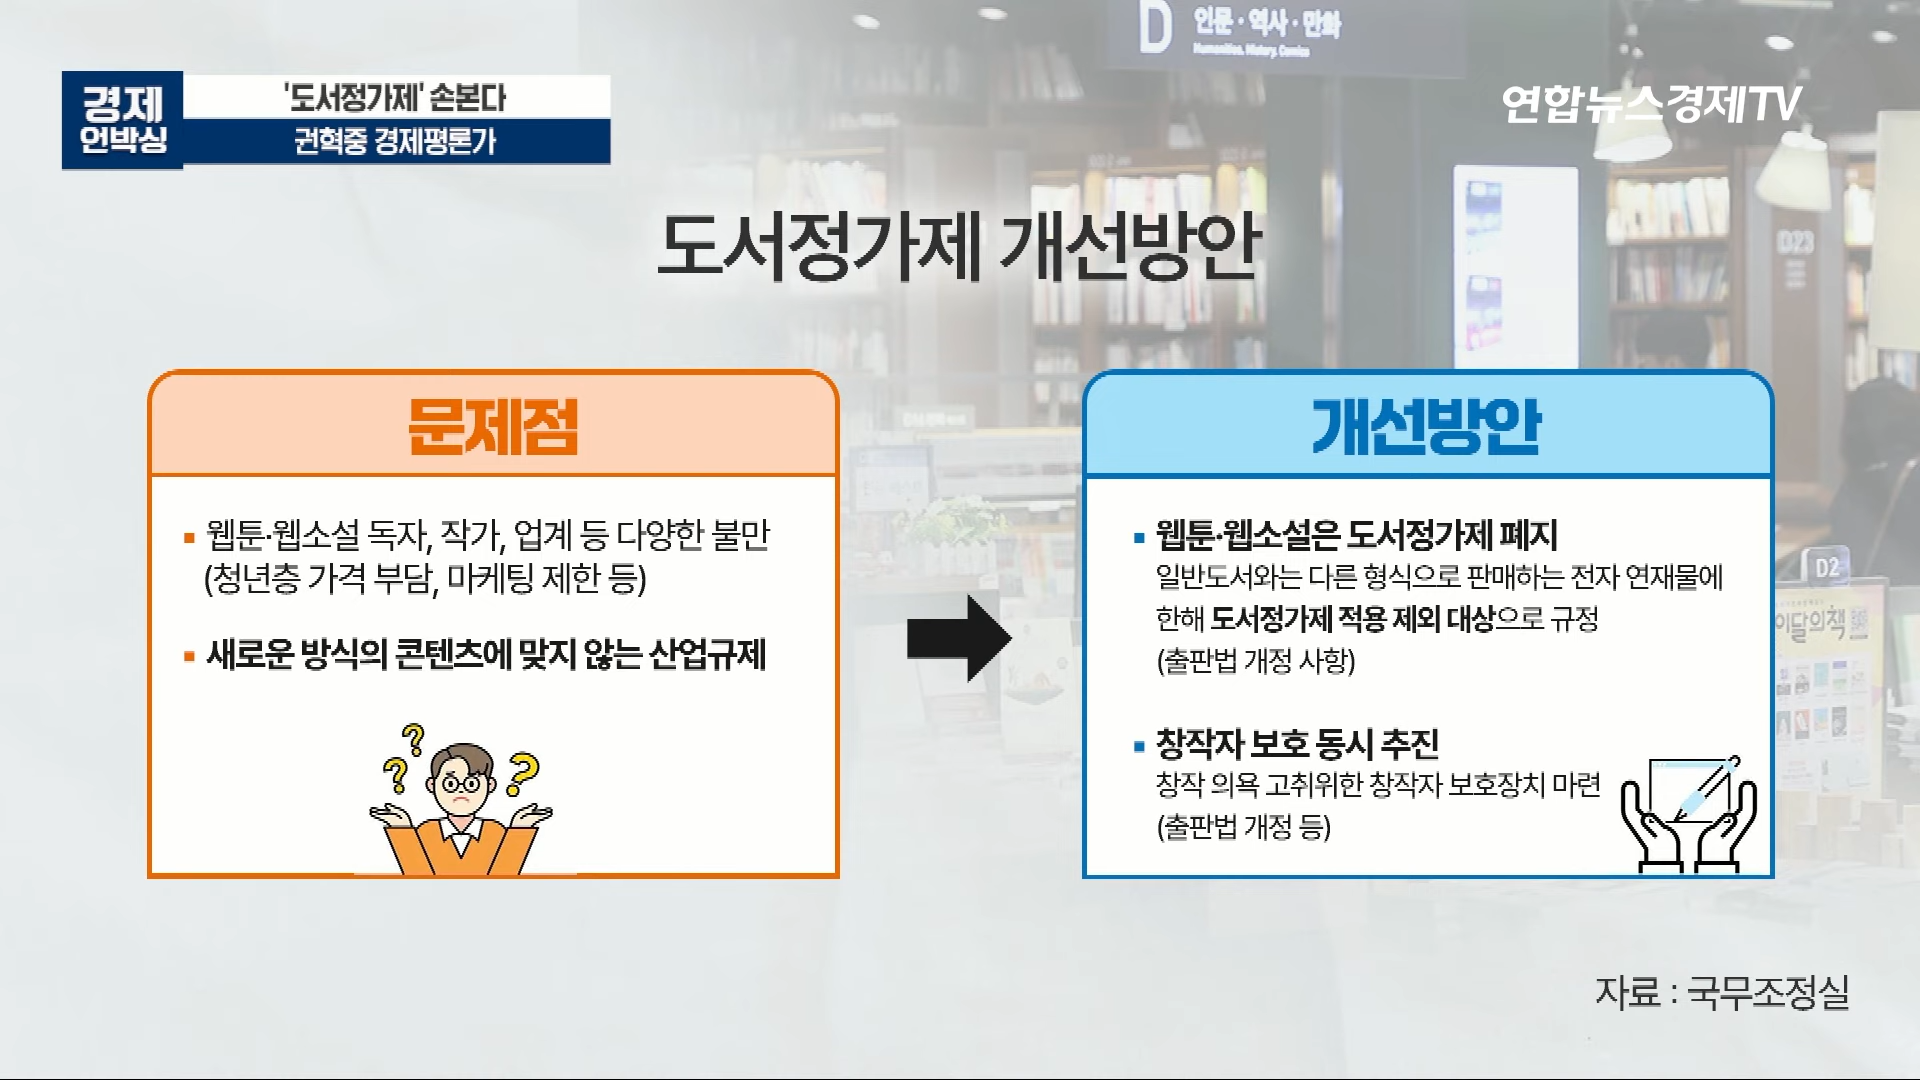 D 인문·역사·만화
Humanities. History. Comics
경제
언박싱
'도서정가제' 손본다
권혁중 경제평론가
연합뉴스경제TV
도서정가제 개선방안
D23
문제점
▪ 웹툰·웹소설 독자, 작가, 업계 등 다양한 불만
(청년층 가격 부담, 마케팅 제한 등)
▪ 새로운 방식의 콘텐츠에 맞지 않는 산업규제
개선방안
▪ 웹툰·웹소설은 도서정가제 폐지
일반도서와는 다른 형식으로 판매하는 전자 연재물에
한해 도서정가제 적용 제외 대상으로 규정
(출판법 개정 사항)
▪ 창작자 보호 동시 추진
창작 의욕 고취위한 창작자 보호장치 마련
(출판법 개정 등)
D2
이달의책
자료 : 국무조정실